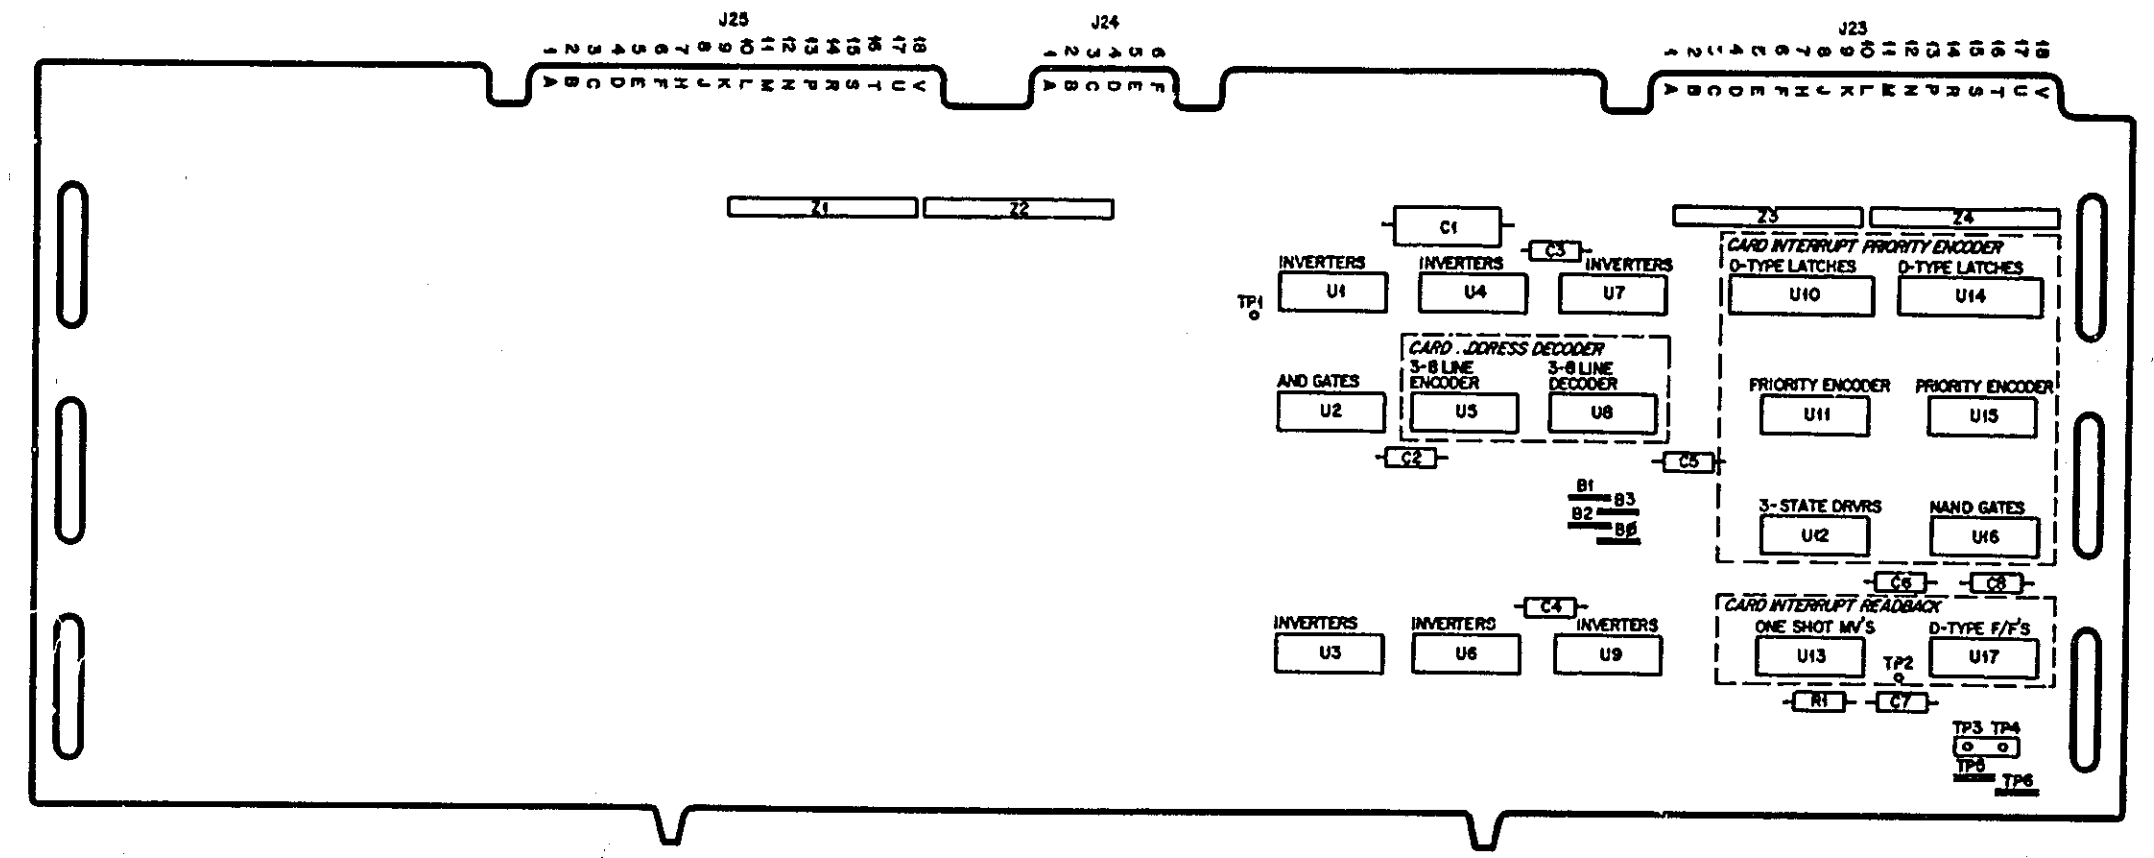 J25
J24
J23
1 2 3 4 5 6 7 8 9 10 11 12 13 14 15 16 17 18
1 2 3 4 5 6
1 2 3 4 5 6 7 8 9 10 11 12 13 14 15 16 17 18
A B C D E F H J K L M N P R S T U V
A B C D E F
A B C D E F H J K L M N P R S T U V
Z1
Z2
Z3
Z4
C1
C3
CARD INTERRUPT PRIORITY ENCODER
INVERTERS
INVERTERS
INVERTERS
D-TYPE LATCHES
D-TYPE LATCHES
TP1
U1
U4
U7
U10
U14
CARD DDRESS DECODER
3-8 LINE
ENCODER
3-8 LINE
DECODER
AND GATES
PRIORITY ENCODER
PRIORITY ENCODER
U2
U5
U8
U11
U15
C2
C5
B1
B3
B2
BØ
3-STATE DRVRS
NAND GATES
U12
U16
C6
C8
C4
CARD INTERRUPT READBACK
INVERTERS
INVERTERS
INVERTERS
ONE SHOT MV'S
D-TYPE F/F'S
U3
U6
U9
U13
TP2
U17
R1
C7
TP3 TP4
TP6